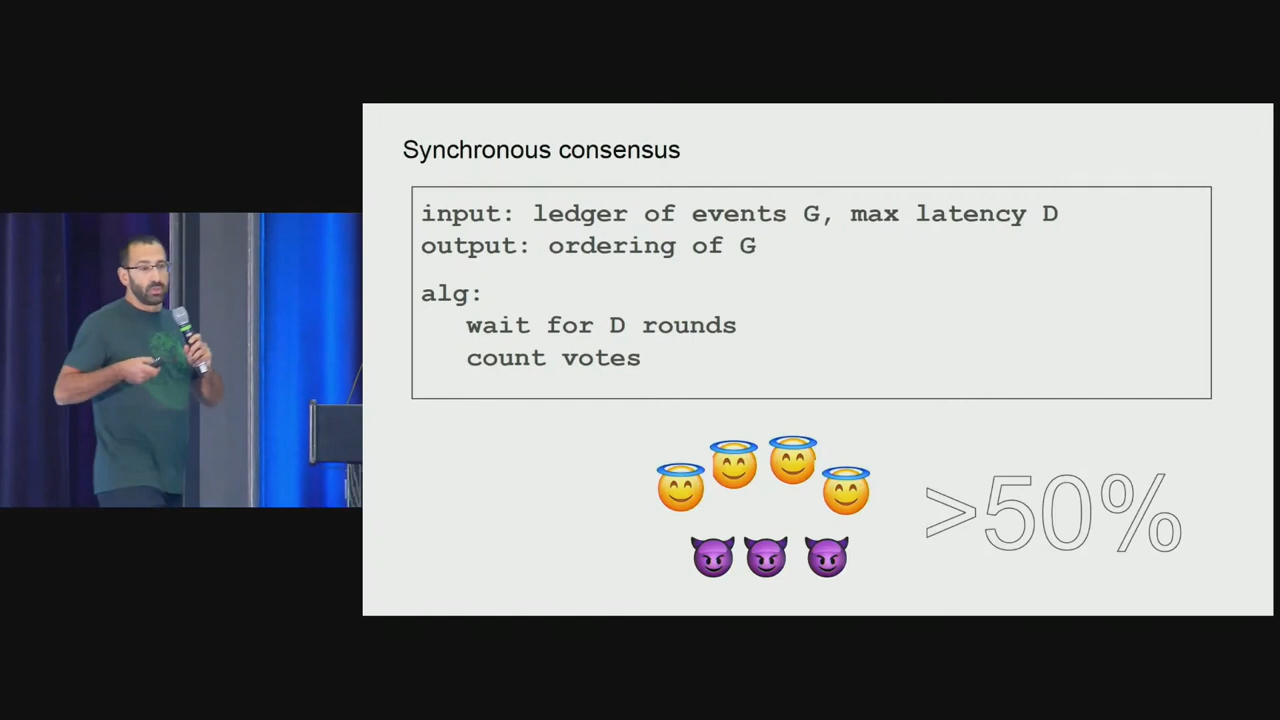 Synchronous consensus
input: ledger of events G, max latency D
output: ordering of G
alg:
wait for D rounds
count votes
>50%